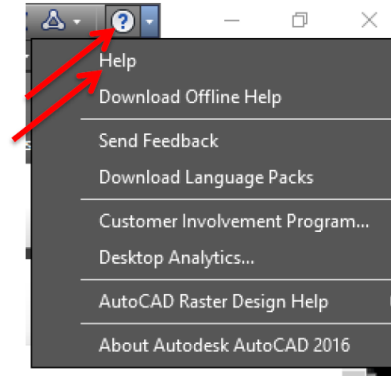 Help
Download Offline Help
Send Feedback
Download Language Packs
Customer Involvement Program...
Desktop Analytics...
AutoCAD Raster Design Help
About Autodesk AutoCAD 2016